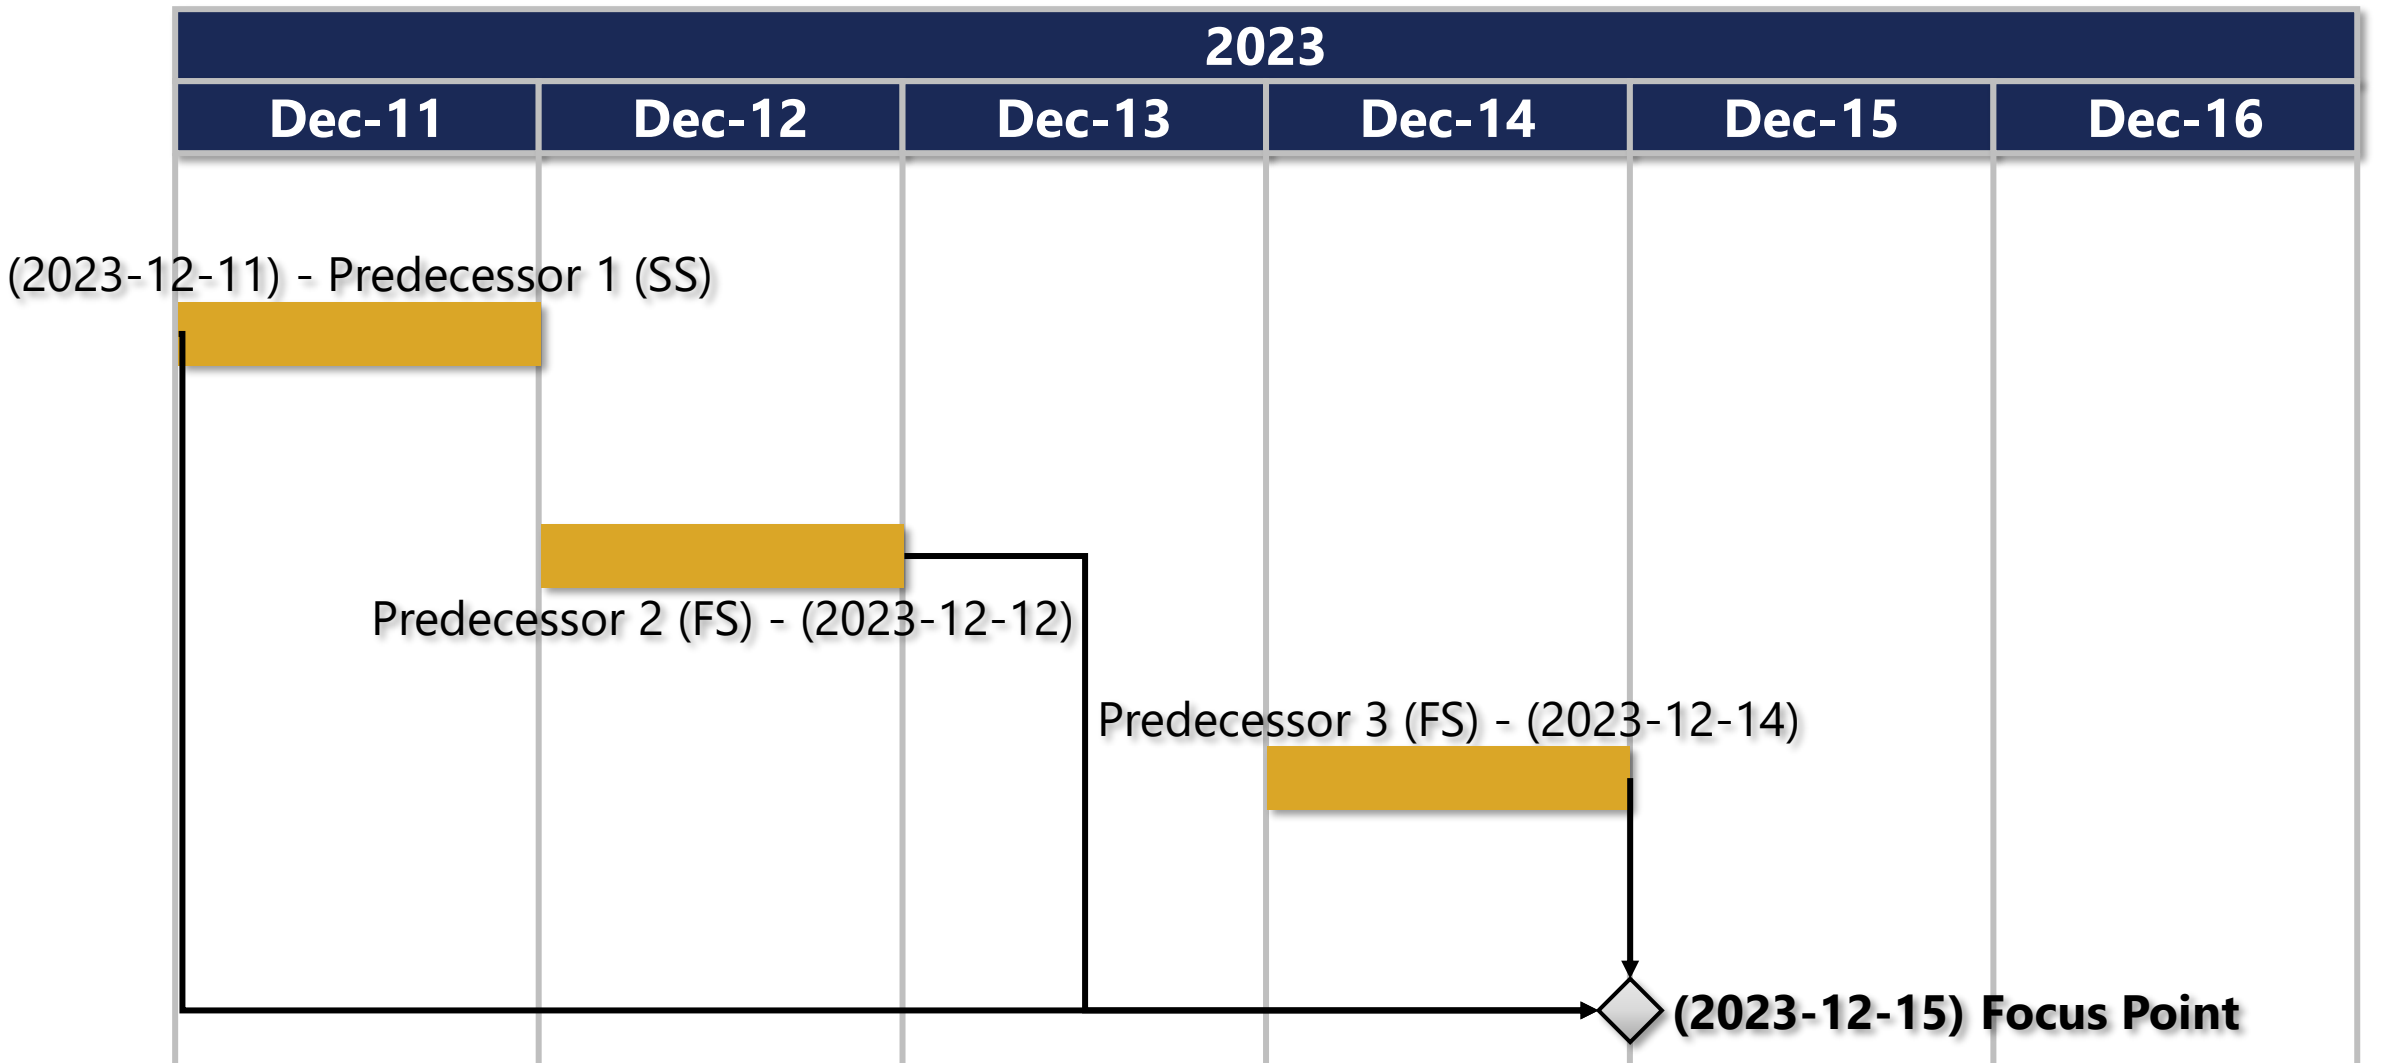 2023
Dec-11 Dec-12 Dec-13 Dec-14 Dec-15 Dec-16
(2023-12-11) - Predecessor 1 (SS)
Predecessor 2 (FS) - (2023-12-12)
Predecessor 3 (FS) - (2023-12-14)
(2023-12-15) Focus Point